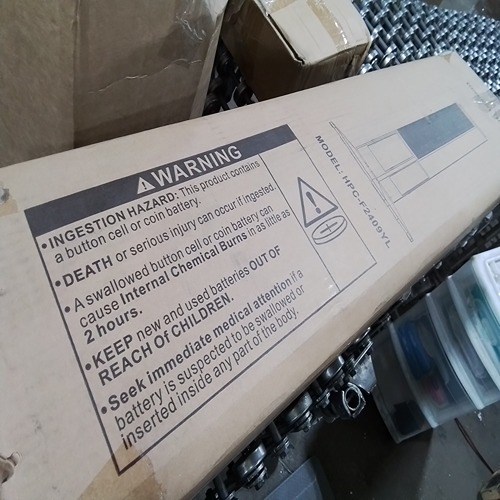 WARNING
• INGESTION HAZARD: This product contains
a button cell or coin battery.
• DEATH or serious injury can occur if ingested.
• A swallowed button cell or coin battery can
cause Internal Chemical Burns in as little as
2 hours.
• KEEP new and used batteries OUT OF
REACH OF CHILDREN.
• Seek immediate medical attention if a
battery is suspected to be swallowed or
inserted inside any part of the body.
MODEL: HPC-F2409YL